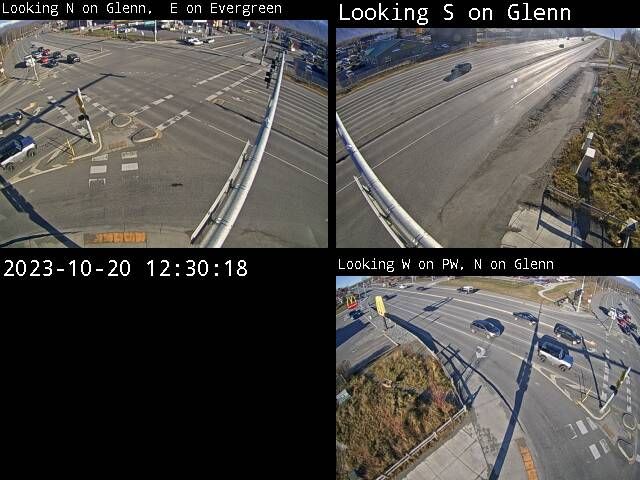 Looking N on Glenn, E on Evergreen
Looking S on Glenn
2023-10-20 12:30:18
Looking W on PW, N on Glenn